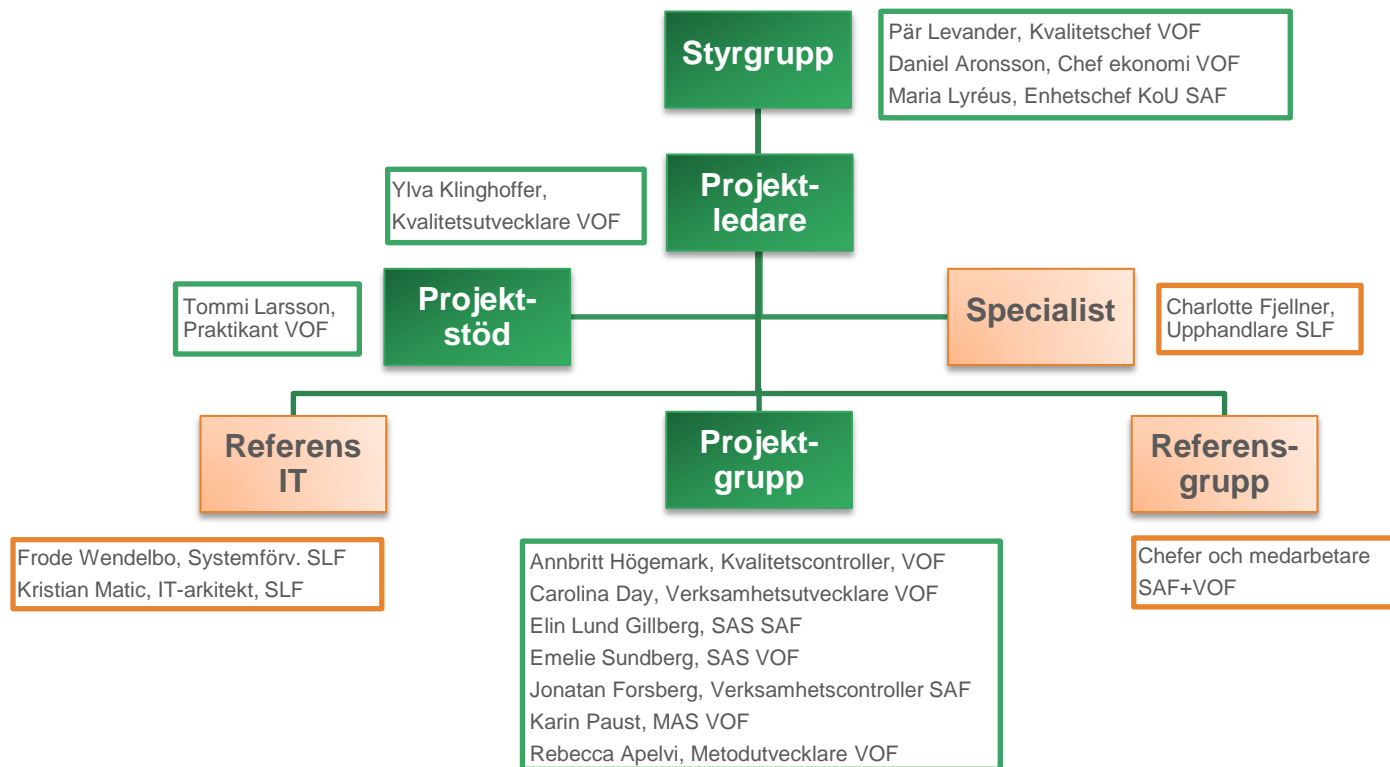 Styrgrupp
Pär Levander, Kvalitetschef VOF
Daniel Aronsson, Chef ekonomi VOF
Maria Lyréus, Enhetschef KoU SAF
Ylva Klinghoffer,
Kvalitetsutvecklare VOF
Projekt-
ledare
Tommi Larsson,
Praktikant VOF
Projekt-
stöd
Specialist
Charlotte Fjellner,
Upphandlare SLF
Referens
IT
Projekt-
grupp
Referens-
grupp
Frode Wendelbo, Systemförv. SLF
Kristian Matic, IT-arkitekt, SLF
Annbritt Högemark, Kvalitetscontroller, VOF
Carolina Day, Verksamhetsutvecklare VOF
Elin Lund Gillberg, SAS SAF
Emelie Sundberg, SAS VOF
Jonatan Forsberg, Verksamhetscontroller SAF
Karin Paust, MAS VOF
Rebecca Apelvi, Metodutvecklare VOF
Chefer och medarbetare
SAF+VOF